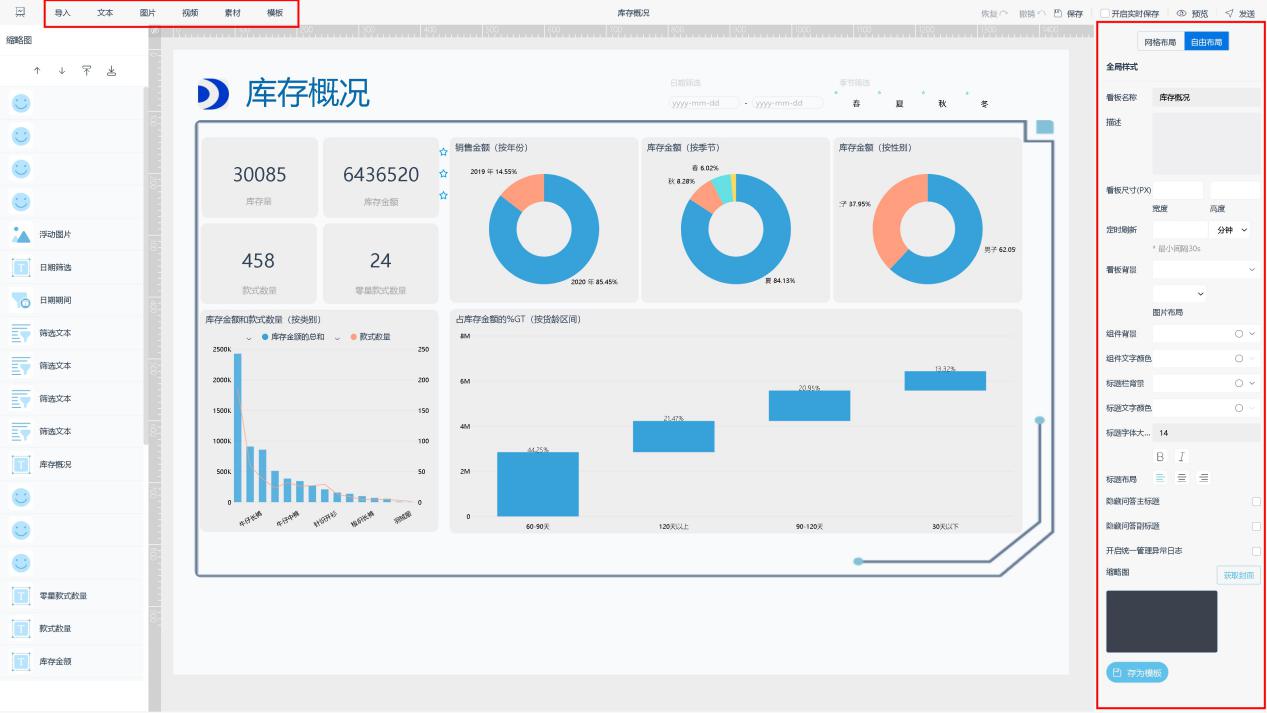 导入 文本 图片 视频 素材 模板
库存概况
恢复 撤销 保存 开启实时保存 预览 发送
缩略图
浮动图片
日期筛选
日期期间
筛选文本
筛选文本
筛选文本
筛选文本
库存概况
零星款式数量
款式数量
库存金额
库存概况
日期筛选
yyyy-mm-dd - yyyy-mm-dd
季节筛选
春 夏 秋 冬
30085
库存量
6436520
库存金额
458
款式数量
24
零星款式数量
销售金额（按年份）
2019 年 14.55%
2020 年 85.45%
库存金额（按季节）
春 6.02%
秋 8.28%
夏 84.13%
库存金额（按性别）
子 37.95%
男子 62.05
库存金额和款式数量（按类别）
库存金额的总和 款式数量
2500k 250
2000k 200
1500k 150
1000k 100
500k 50
0 0
牛仔长裤 牛仔中裤 针织开衫 梭织长裤 羽绒服
占库存金额的%GT（按货龄区间）
8M
6M
4M
2M
0
44.25%
21.47%
20.95%
13.32%
60-90天 120天以上 90-120天 30天以下
网格布局 自由布局
全局样式
看板名称 库存概况
描述
看板尺寸(PX)
宽度 高度
定时刷新 分钟
* 最小间隔30s
看板背景
图片布局
组件背景
组件文字颜色
标题栏背景
标题文字颜色
标题字体大... 14
B I
标题布局
隐藏问答主标题
隐藏问答副标题
开启统一管理异常日志
缩略图 获取封面
存为模板